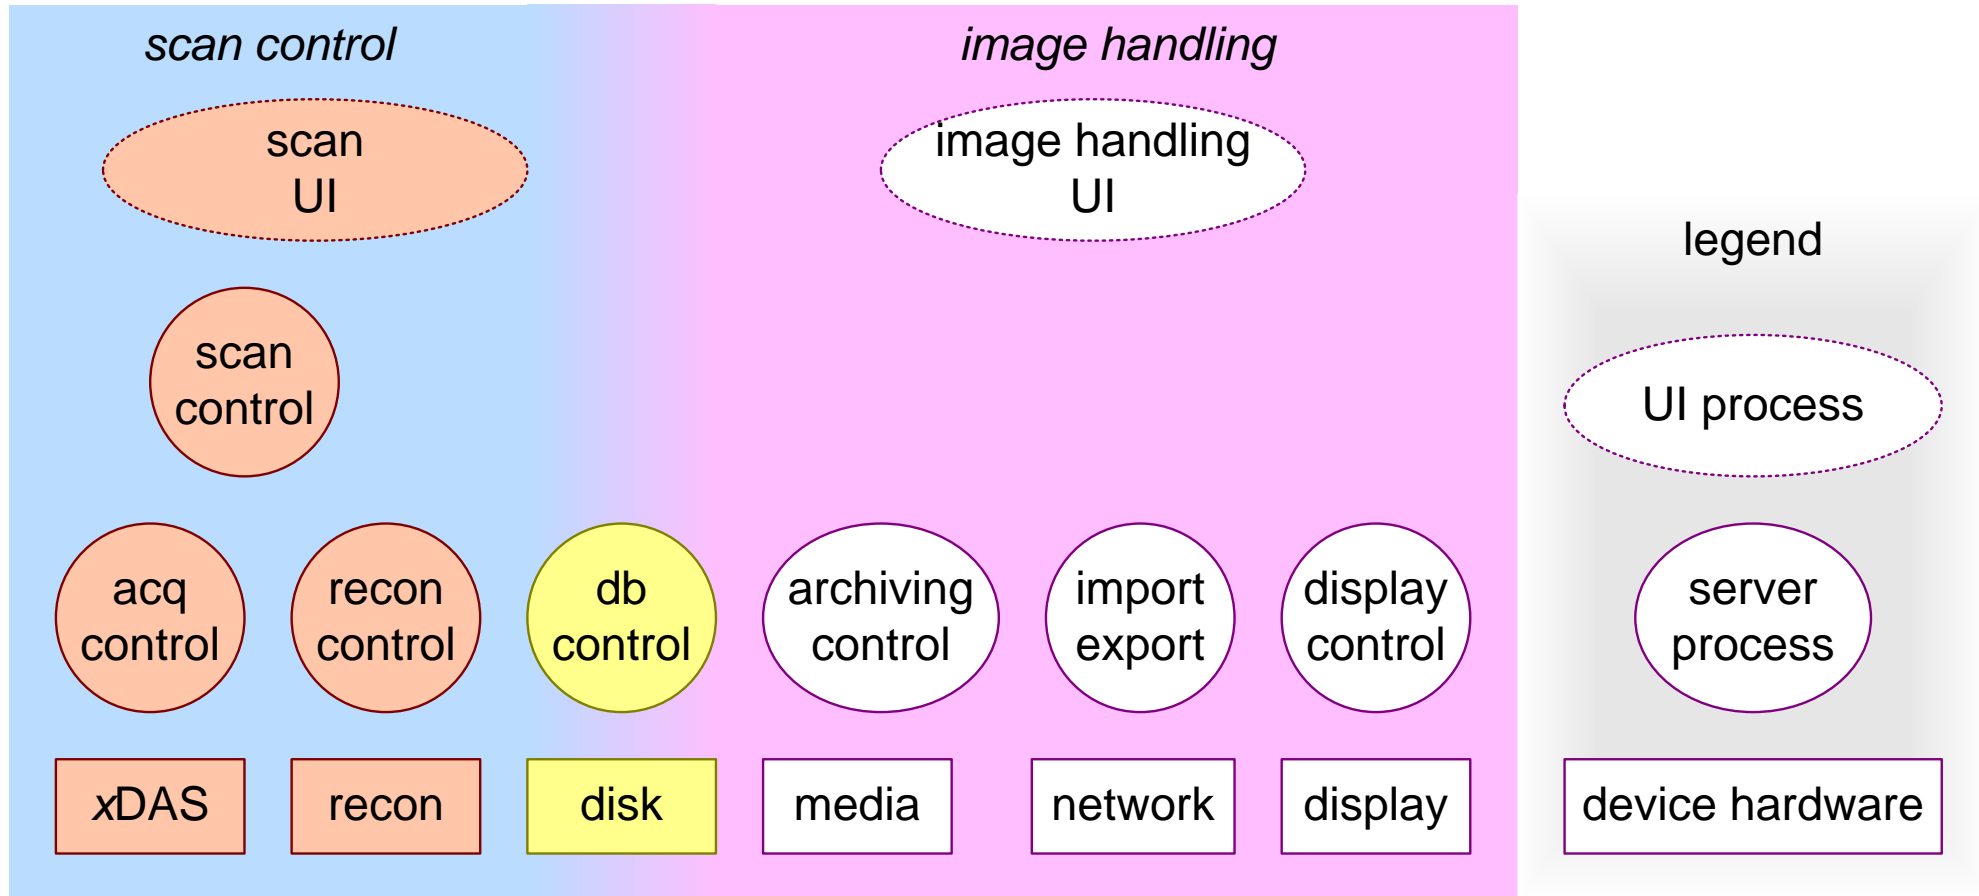 scan control
image handling
scan
UI
image handling
UI
legend
scan
control
UI process
acq
control
recon
control
db
control
archiving
control
import
export
display
control
server
process
xDAS
recon
disk
media
network
display
device hardware